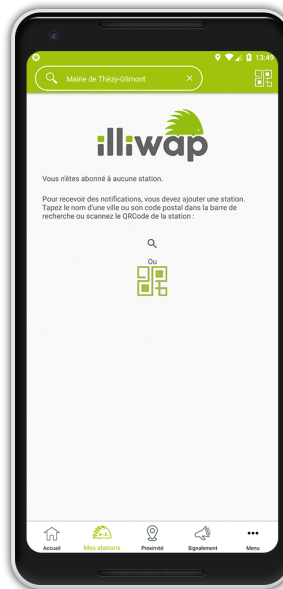 13:49
Mairie de Thézy-Glimont
illiwap
Vous n'êtes abonné à aucune station.
Pour recevoir des notifications, vous devez ajouter une station.
Tapez le nom d'une ville ou son code postal dans la barre de
recherche ou scannez le QRCode de la station :
Ou
Accueil Mes stations Proximité Signalement Menu